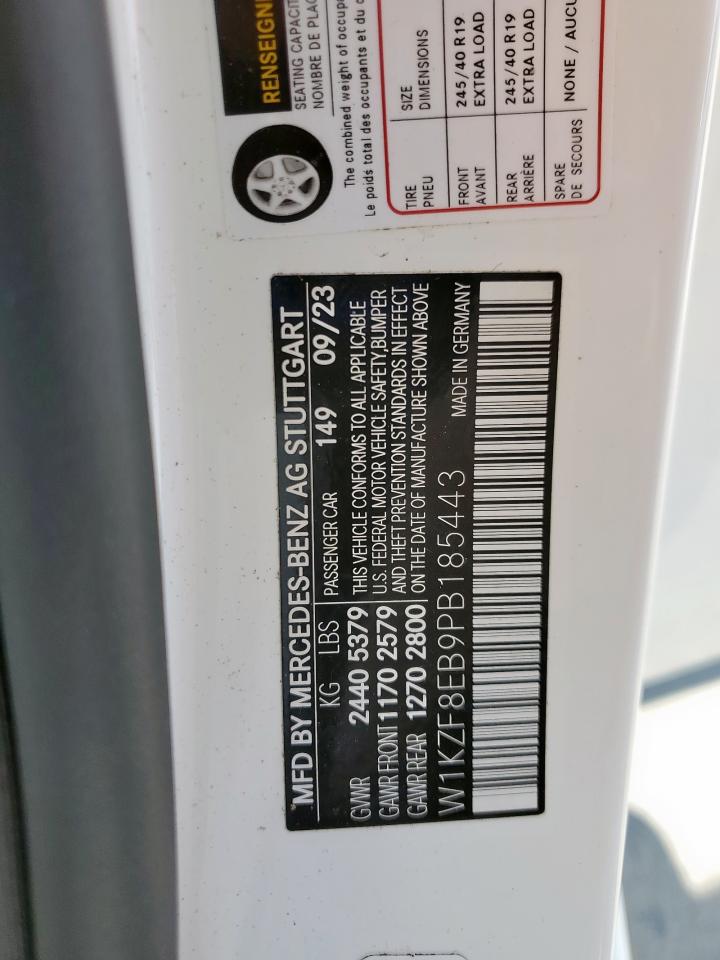 RENSEIGN
SEATING CAPACIT
NOMBRE DE PLAC
The combined weight of occup
Le poids total des occupants et du c
TIRE SIZE
PNEU DIMENSIONS
FRONT 245/40 R19
AVANT EXTRA LOAD
REAR 245/40 R19
ARRIÈRE EXTRA LOAD
SPARE NONE / AUCU
DE SECOURS
MFD BY MERCEDES-BENZ AG STUTTGART
KG LBS PASSENGER CAR 149 09/23
GVWR 2440 5379 THIS VEHICLE CONFORMS TO ALL APPLICABLE
GAWR FRONT 1170 2579 U.S. FEDERAL MOTOR VEHICLE SAFETY,BUMPER
GAWR REAR 1270 2800 AND THEFT PREVENTION STANDARDS IN EFFECT
ON THE DATE OF MANUFACTURE SHOWN ABOVE
W1KZF8EB9PB185443 MADE IN GERMANY